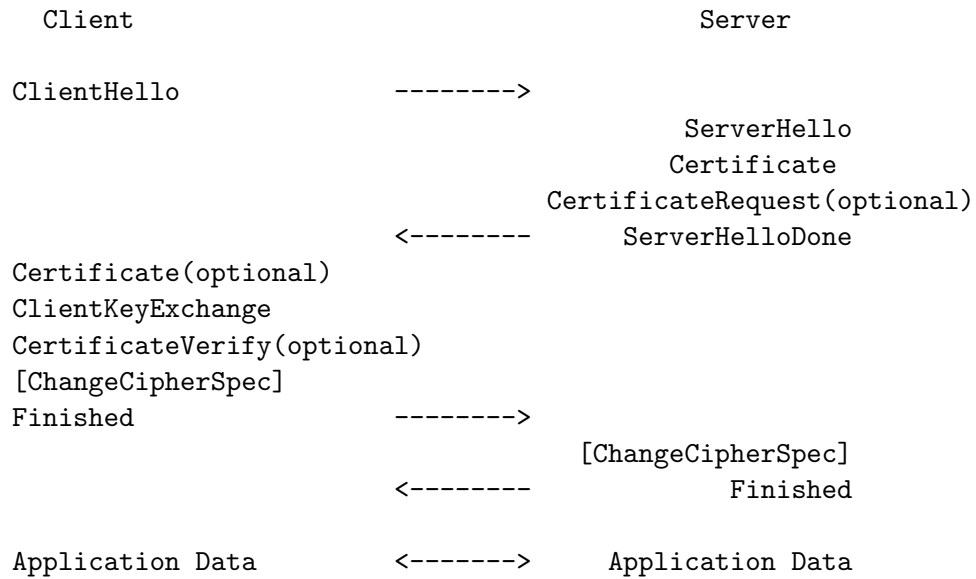 Client Server
ClientHello -------->
ServerHello
Certificate
CertificateRequest(optional)
<-------- ServerHelloDone
Certificate(optional)
ClientKeyExchange
CertificateVerify(optional)
[ChangeCipherSpec]
Finished -------->
[ChangeCipherSpec]
<-------- Finished
Application Data <-------> Application Data